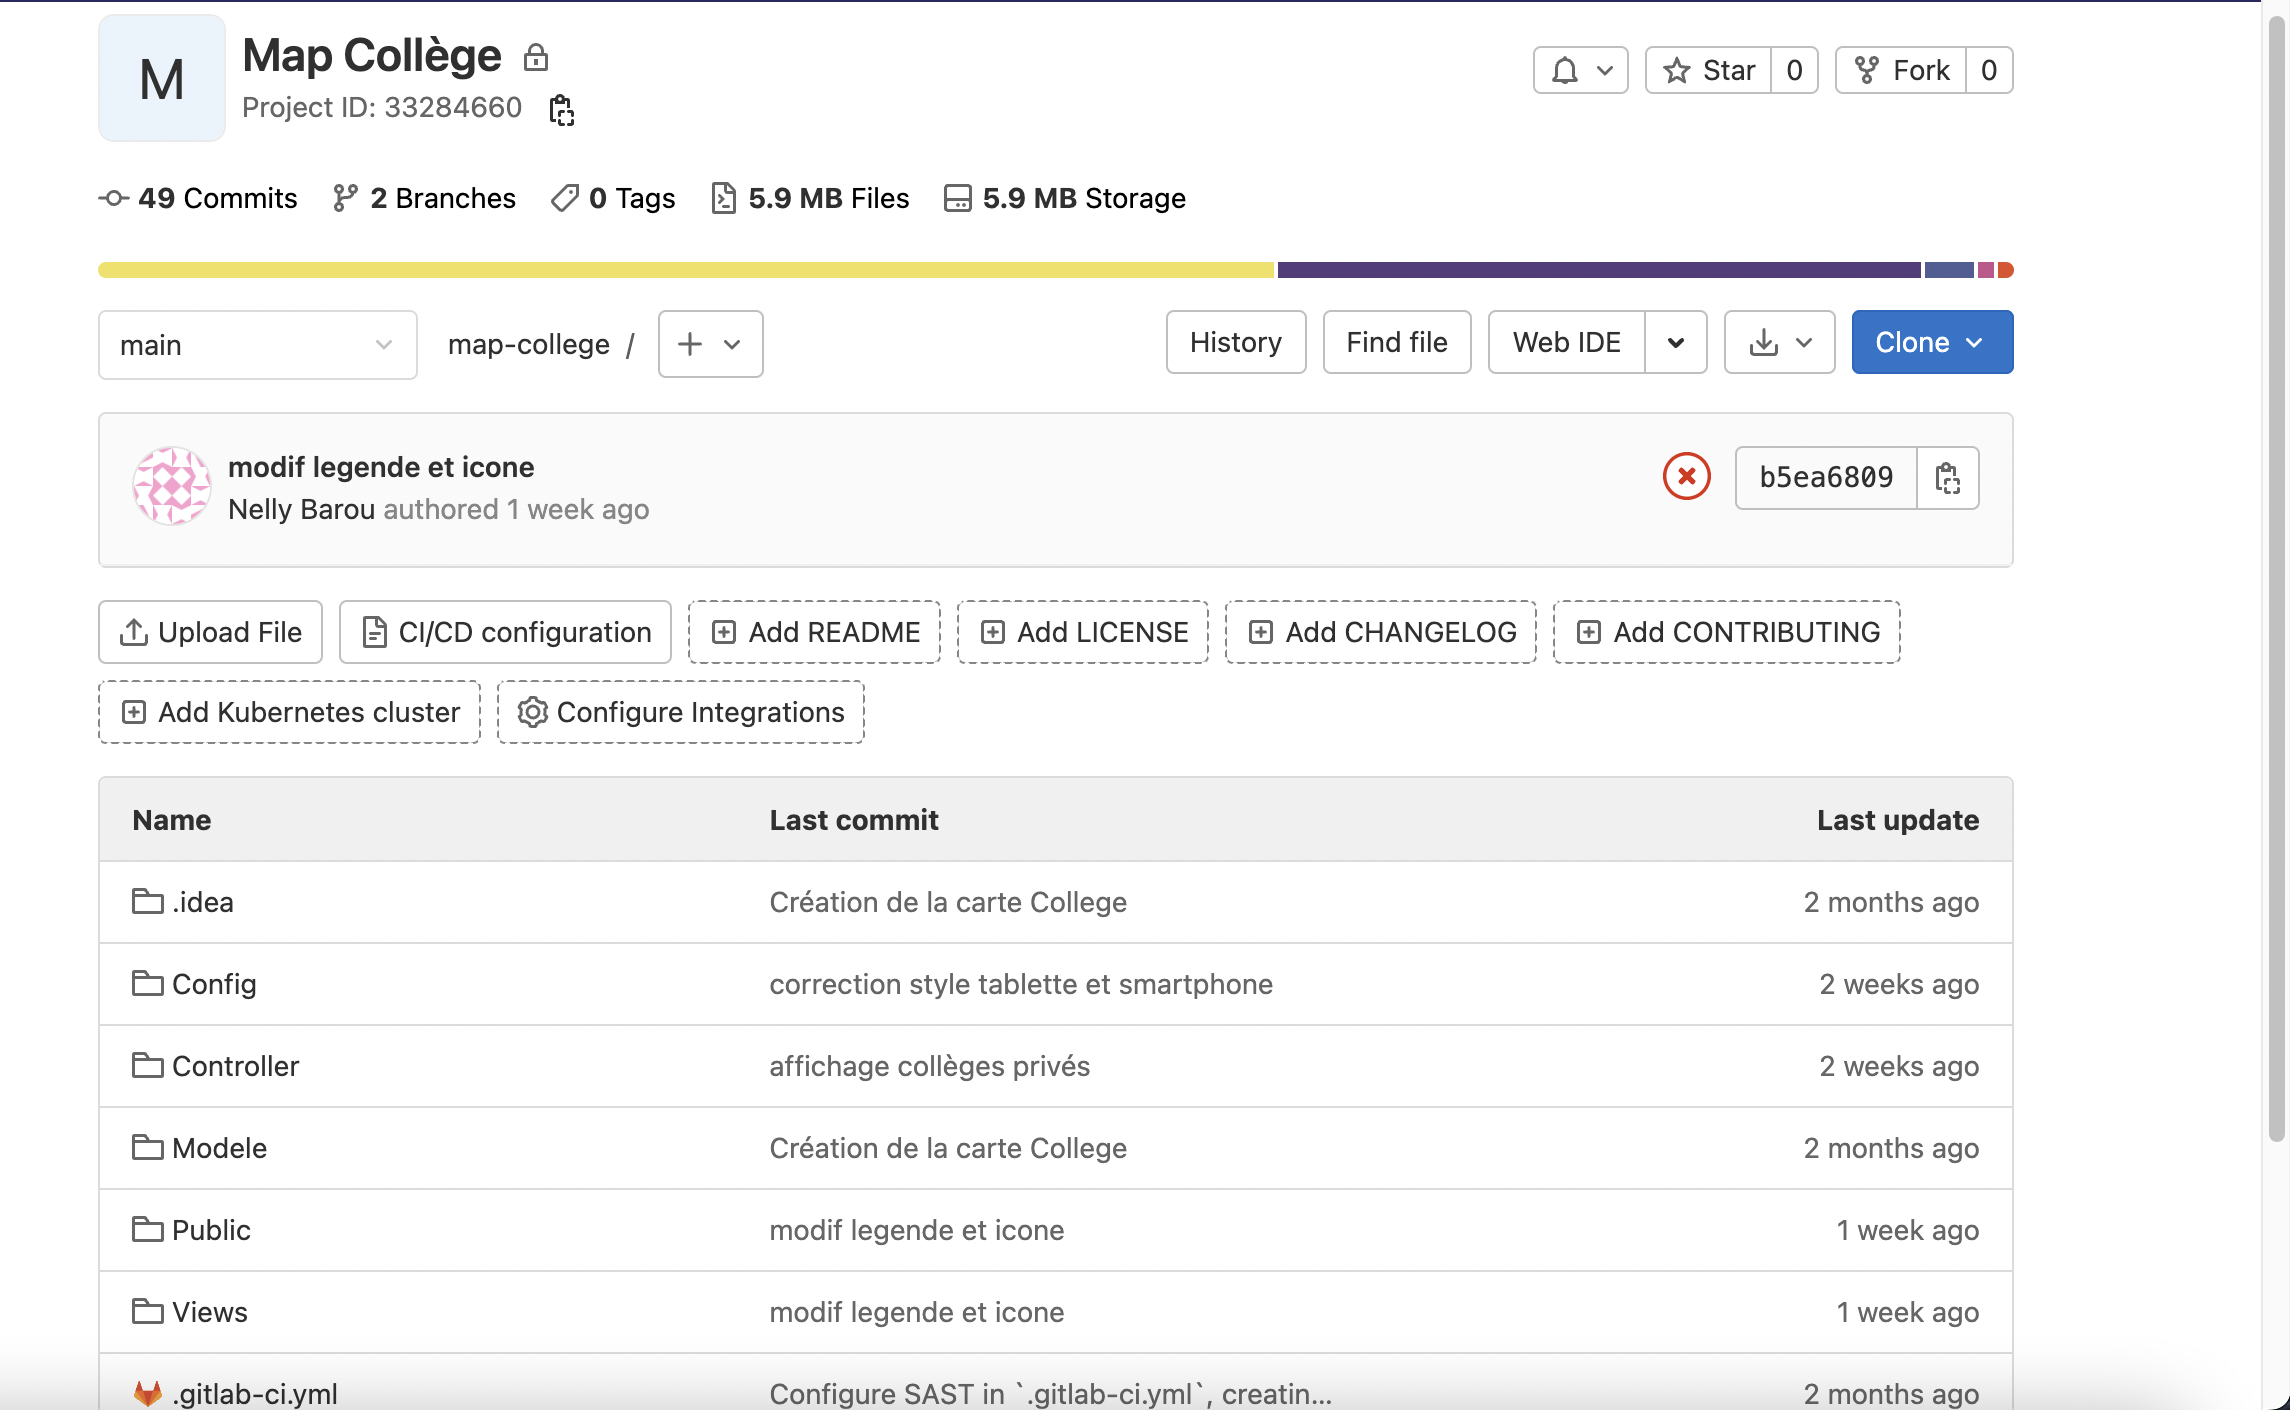 M
Map Collège
Project ID: 33284660
Star 0
Fork 0
49 Commits 2 Branches 0 Tags 5.9 MB Files 5.9 MB Storage
main map-college / History Find file Web IDE Clone
modif legende et icone
Nelly Barou authored 1 week ago
b5ea6809
Upload File CI/CD configuration Add README Add LICENSE Add CHANGELOG Add CONTRIBUTING
Add Kubernetes cluster Configure Integrations
Name Last commit Last update
.idea Création de la carte College 2 months ago
Config correction style tablette et smartphone 2 weeks ago
Controller affichage collèges privés 2 weeks ago
Modele Création de la carte College 2 months ago
Public modif legende et icone 1 week ago
Views modif legende et icone 1 week ago
.gitlab-ci.yml Configure SAST in `.gitlab-ci.yml`, creatin... 2 months ago